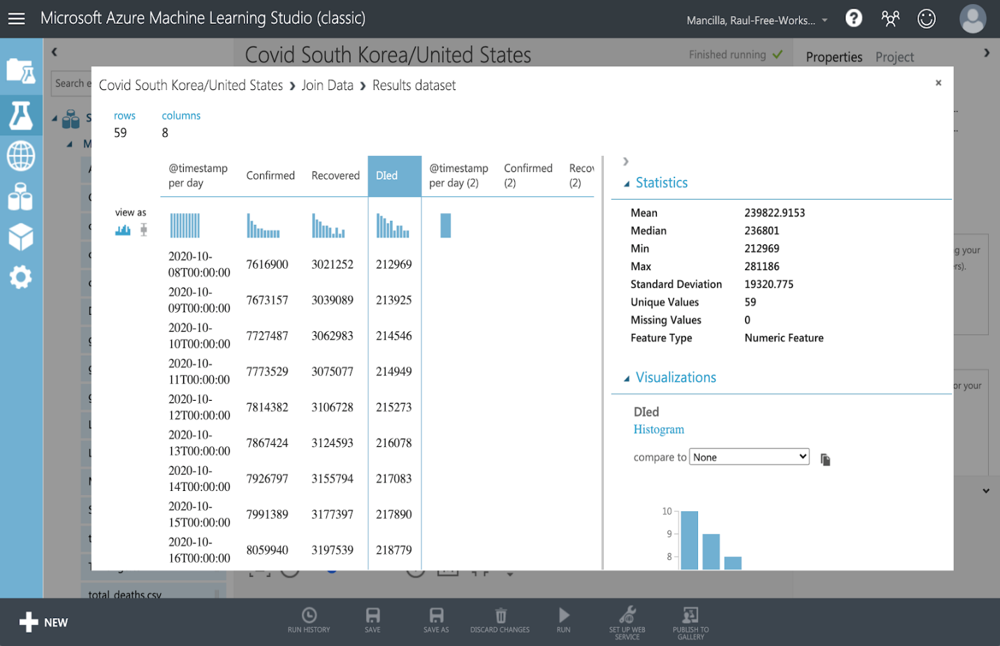 Microsoft Azure Machine Learning Studio (classic)
Mancilla, Raul-Free-Works...
Covid South Korea/United States
Finished running
Properties Project
Search e
Covid South Korea/United States › Join Data › Results dataset
rows columns
59 8
@timestamp per day
Confirmed
Recovered
DIed
@timestamp per day (2)
Confirmed (2)
Reco (2)
view as
2020-10-08T00:00:00 7616900 3021252 212969
2020-10-09T00:00:00 7673157 3039089 213925
2020-10-10T00:00:00 7727487 3062983 214546
2020-10-11T00:00:00 7773529 3075077 214949
2020-10-12T00:00:00 7814382 3106728 215273
2020-10-13T00:00:00 7867424 3124593 216078
2020-10-14T00:00:00 7926797 3155794 217083
2020-10-15T00:00:00 7991389 3177397 217890
2020-10-16T00:00:00 8059940 3197539 218779
Statistics
Mean 239822.9153
Median 236801
Min 212969
Max 281186
Standard Deviation 19320.775
Unique Values 59
Missing Values 0
Feature Type Numeric Feature
Visualizations
DIed
Histogram
compare to None
10
9
8
g your
rs).
or your
total_deaths.csv
NEW
RUN HISTORY
SAVE
SAVE AS
DISCARD CHANGES
RUN
SET UP WEB SERVICE
PUBLISH TO GALLERY